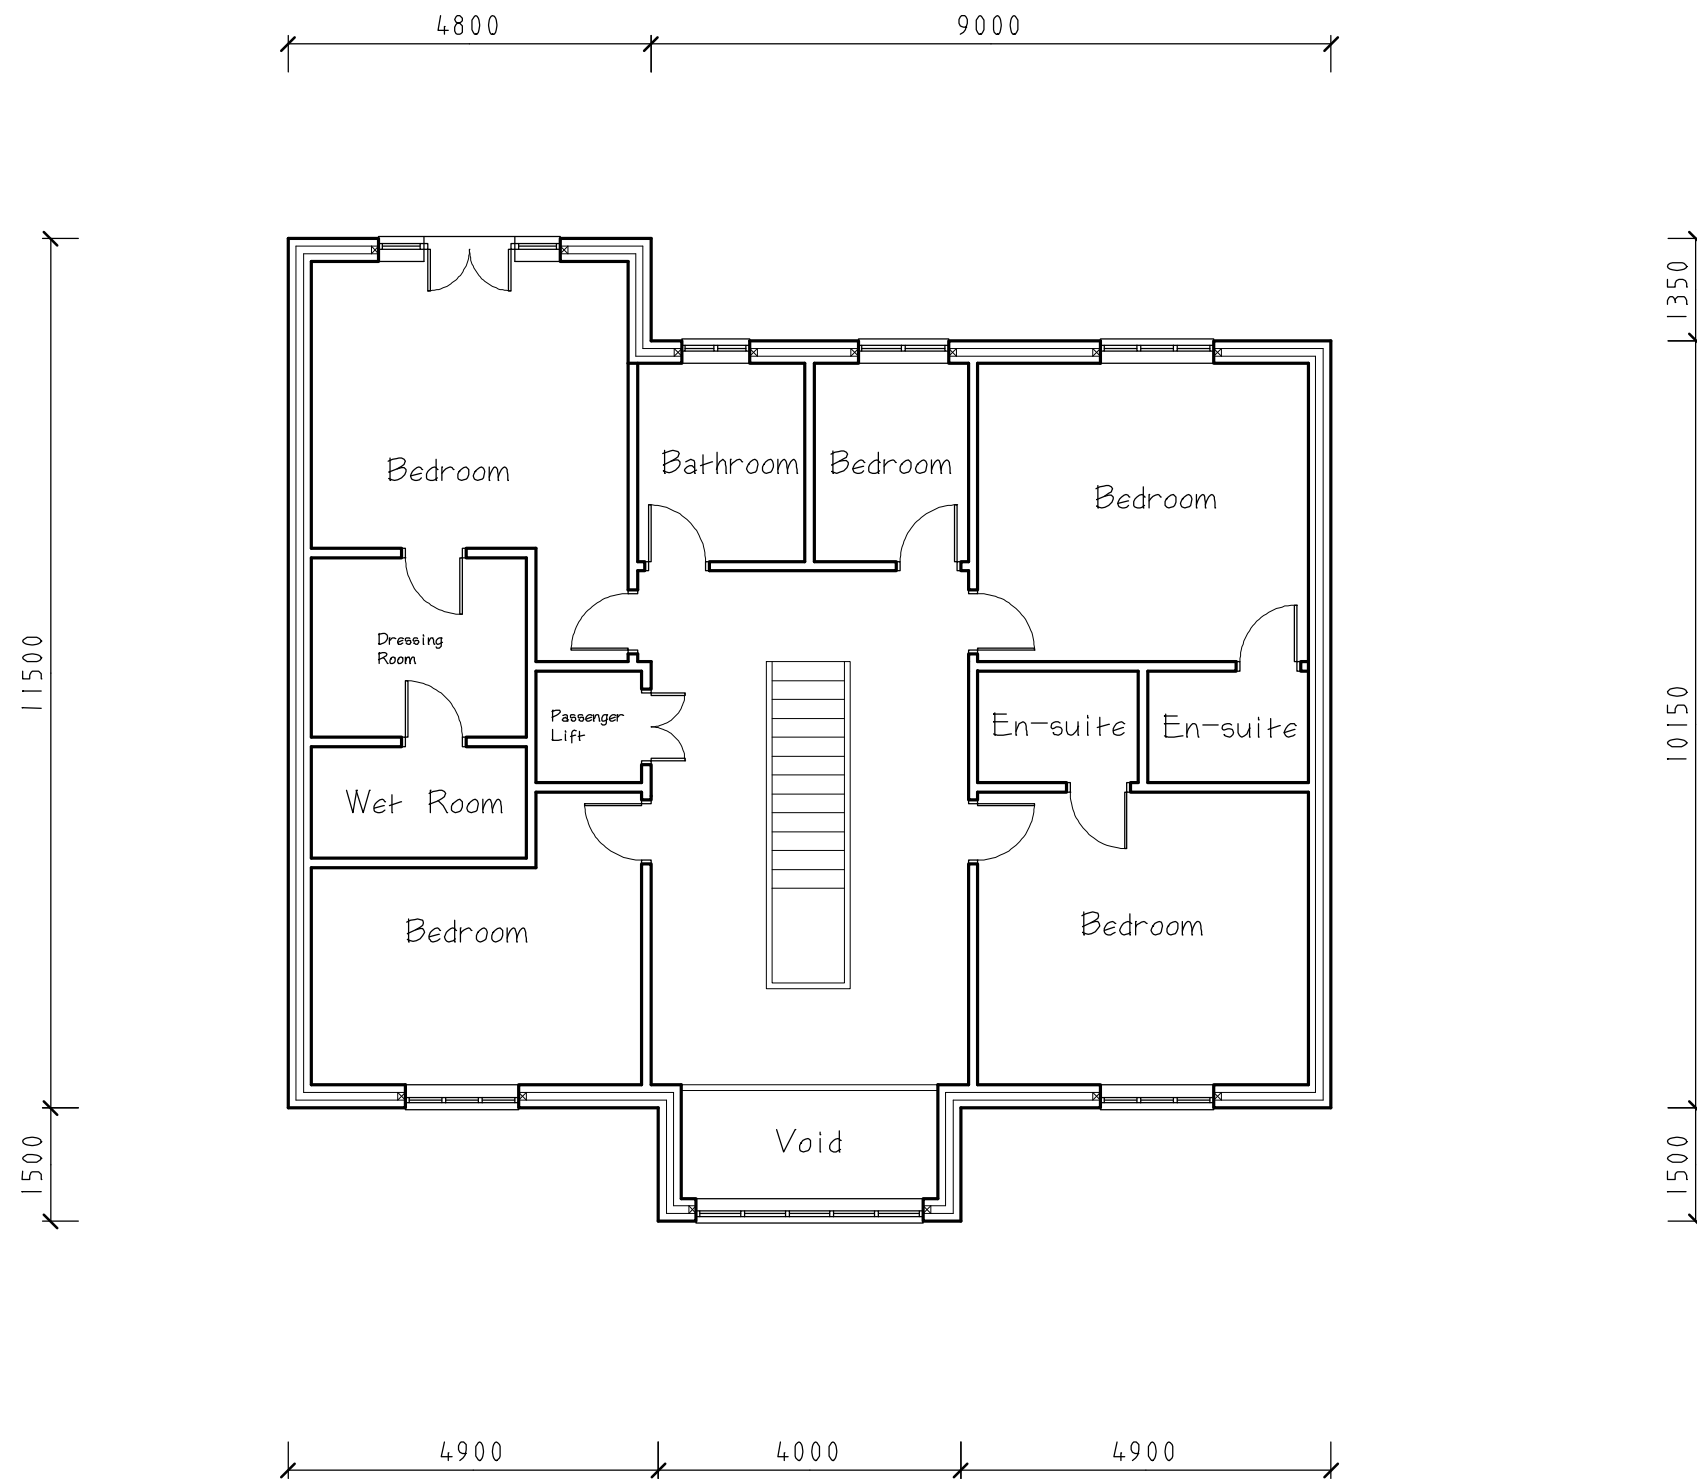 4800
9000
1350
Bedroom
Bathroom
Bedroom
Bedroom
11500
Dressing
Room
Passenger
Lift
En-suite
En-suite
10150
Wet Room
Bedroom
Bedroom
Void
1500
1500
4900
4000
4900